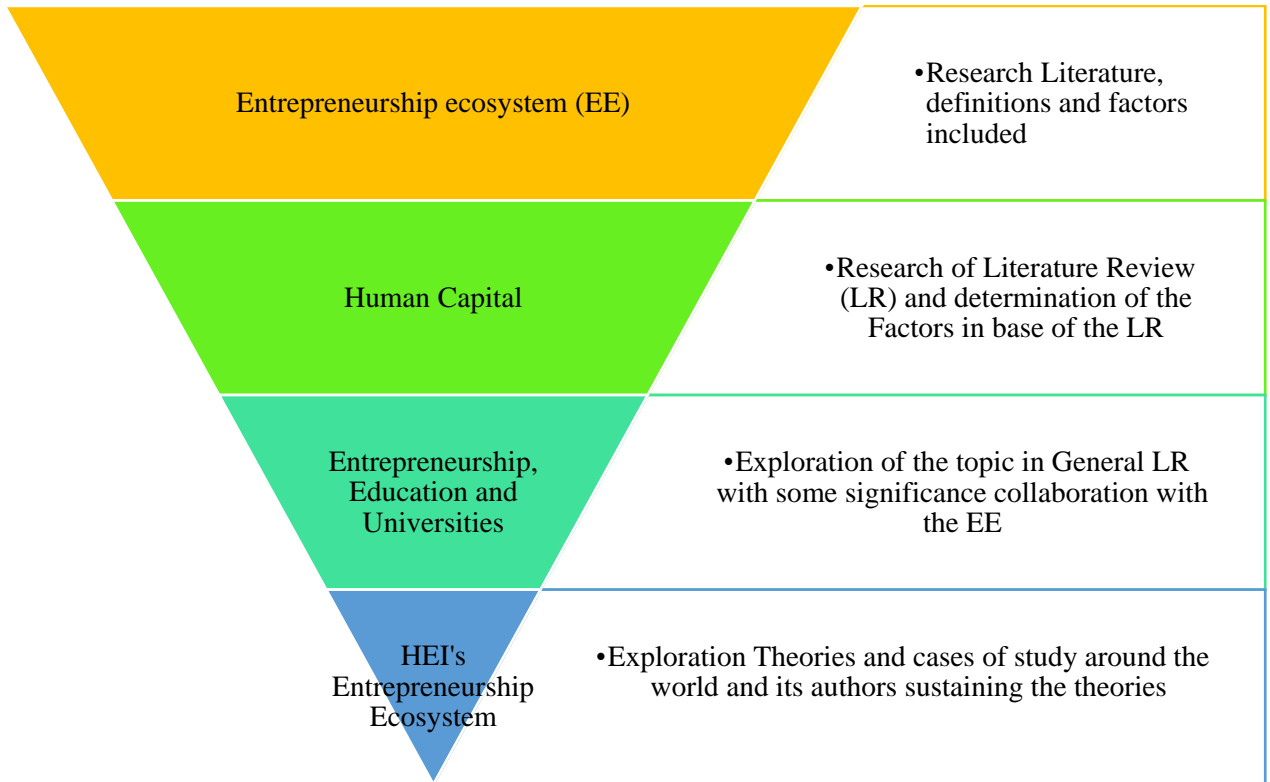 Entrepreneurship ecosystem (EE)
•Research Literature,
definitions and factors
included
Human Capital
•Research of Literature Review
(LR) and determination of the
Factors in base of the LR
Entrepreneurship,
Education and
Universities
•Exploration of the topic in General LR
with some significance collaboration with
the EE
HEI's
Entrepreneurship
Ecosystem
•Exploration Theories and cases of study around the
world and its authors sustaining the theories